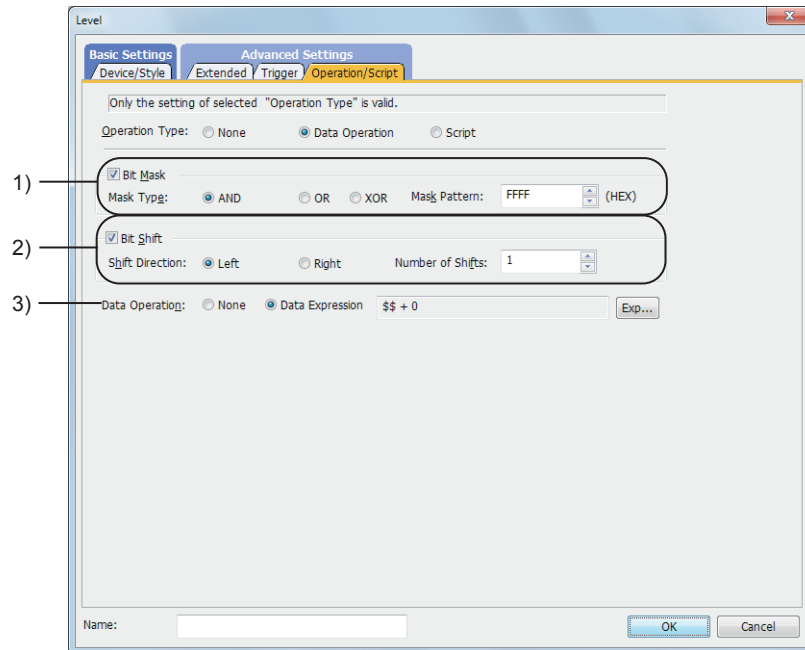 Level
x
Basic Settings
Advanced Settings
Device/Style
Extended
Trigger
Operation/Script
Only the setting of selected "Operation Type" is valid.
Operation Type: None Data Operation Script
1)
Bit Mask
Mask Type: AND OR XOR Mask Pattern: FFFF (HEX)
2)
Bit Shift
Shift Direction: Left Right Number of Shifts: 1
3)
Data Operation: None Data Expression $$ + 0 Exp...
Name:
OK
Cancel